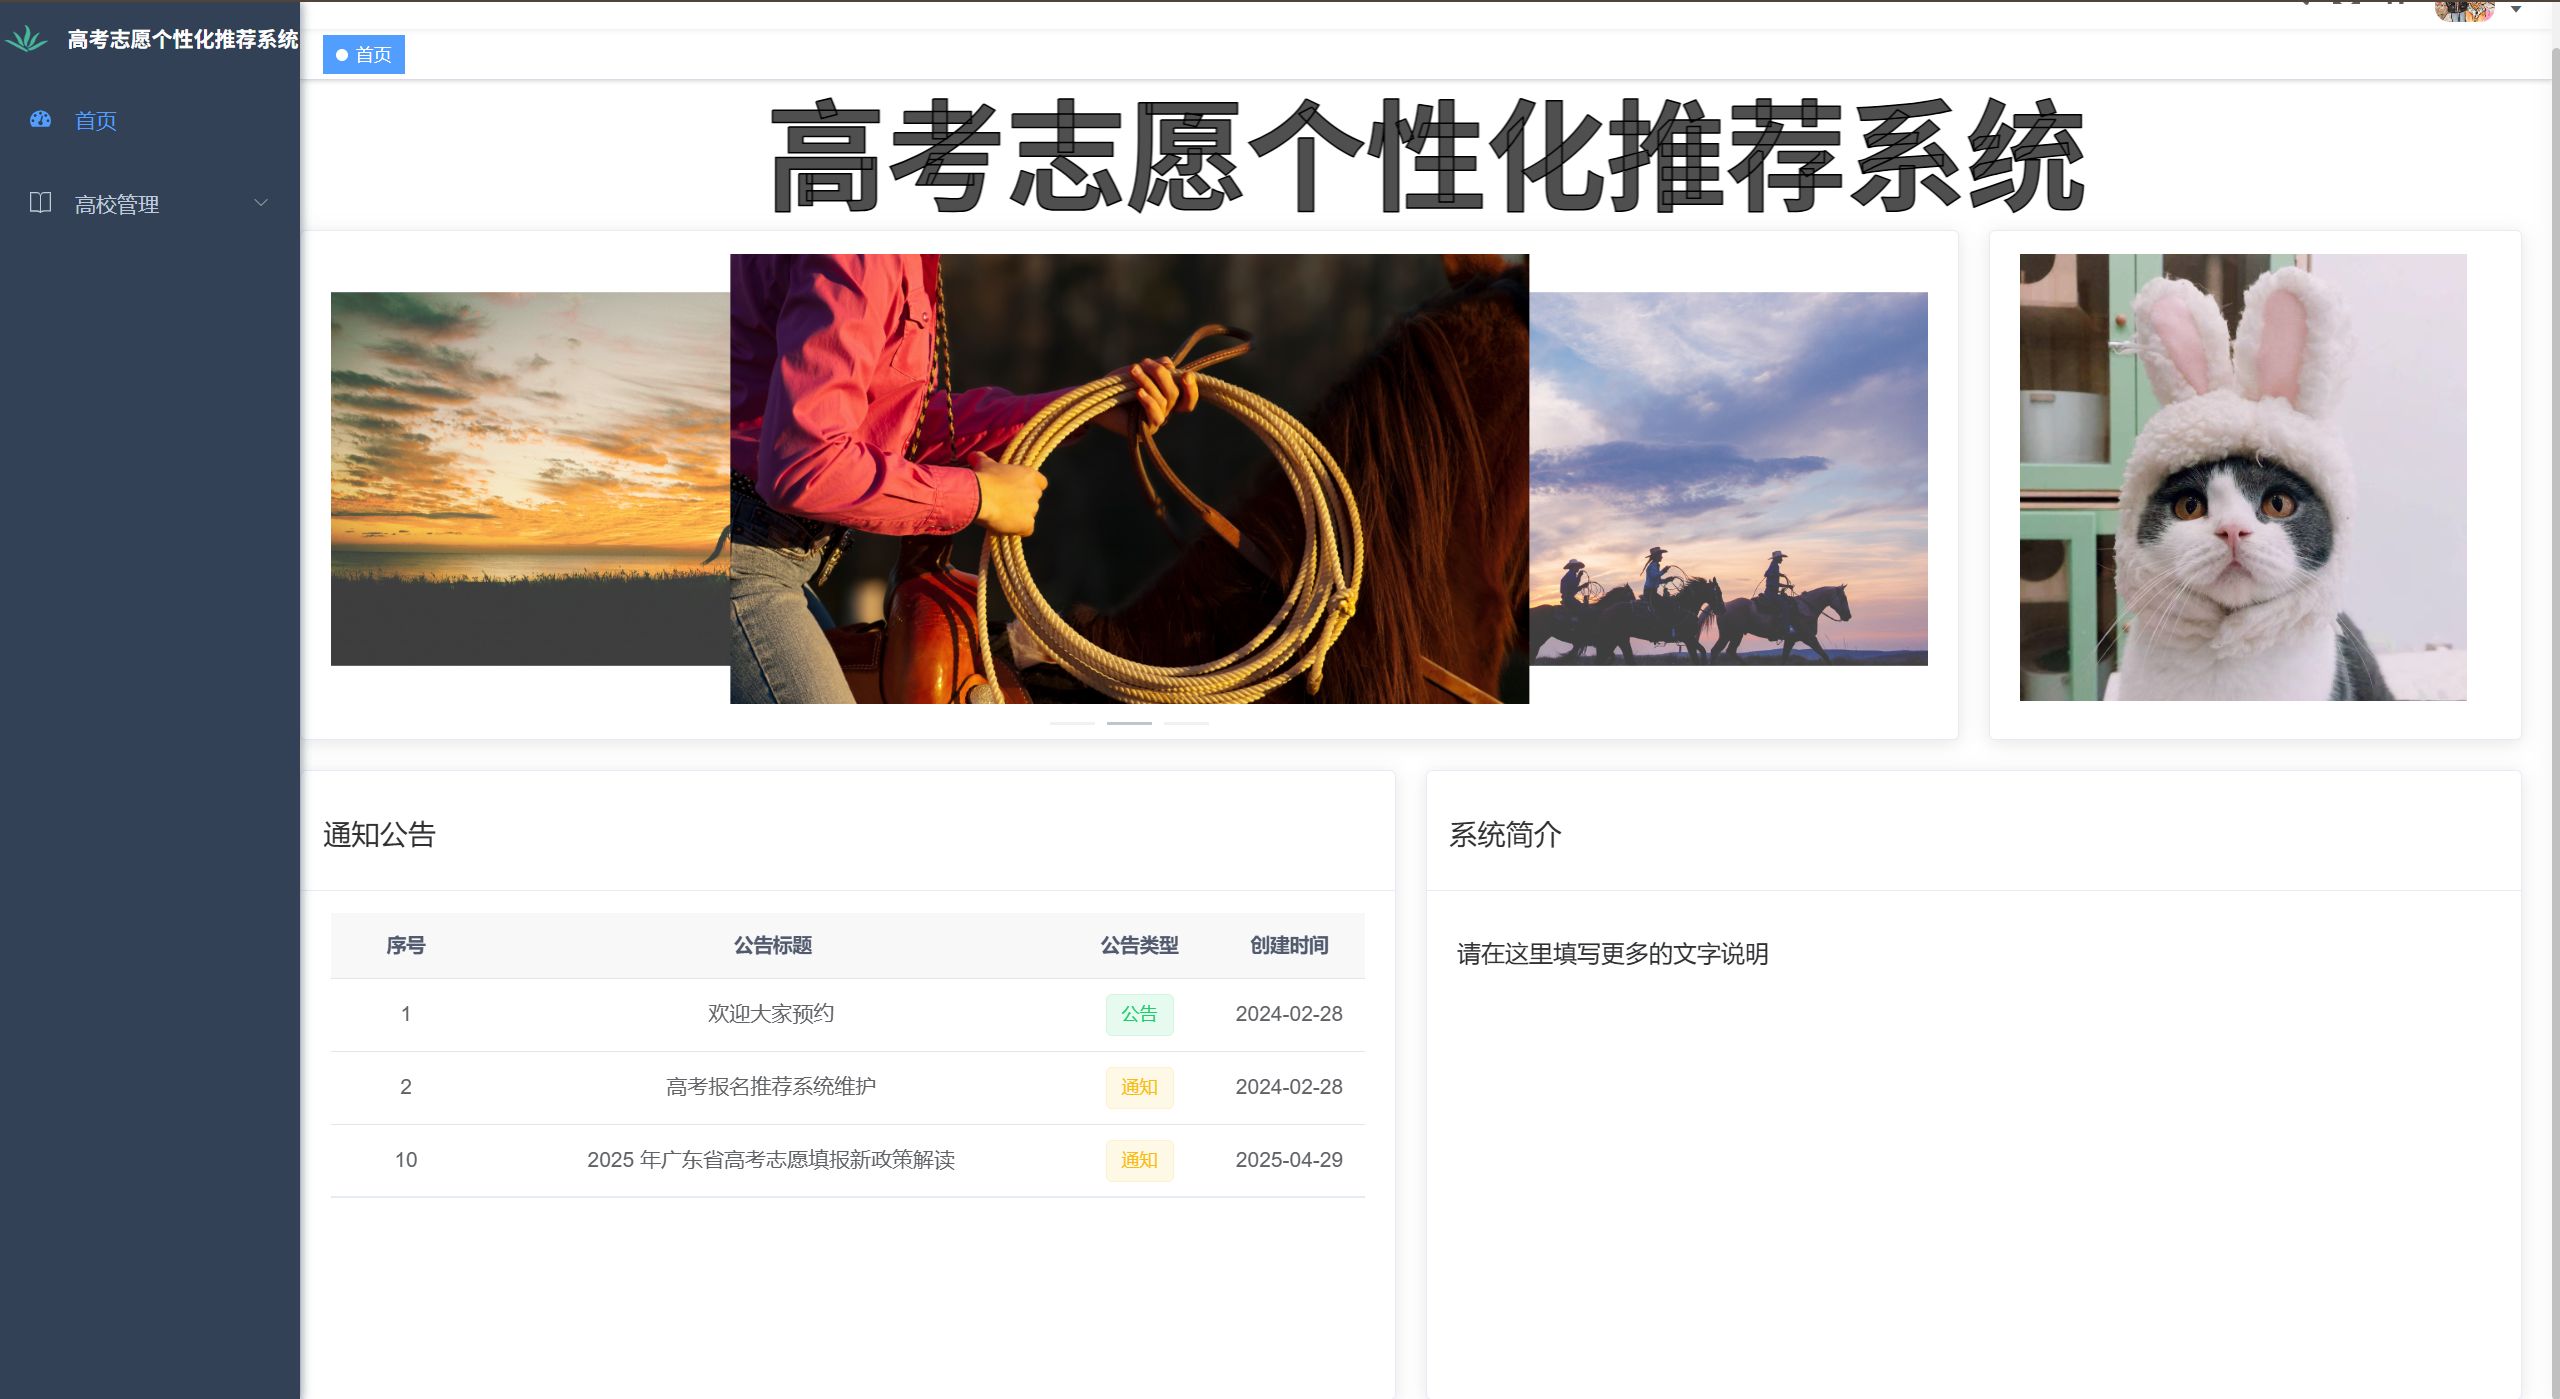 高考志愿个性化推荐系统
首页
高校管理
首页
高考志愿个性化推荐系统
通知公告
序号 公告标题 公告类型 创建时间
1 欢迎大家预约 公告 2024-02-28
2 高考报名推荐系统维护 通知 2024-02-28
10 2025 年广东省高考志愿填报新政策解读 通知 2025-04-29
系统简介
请在这里填写更多的文字说明